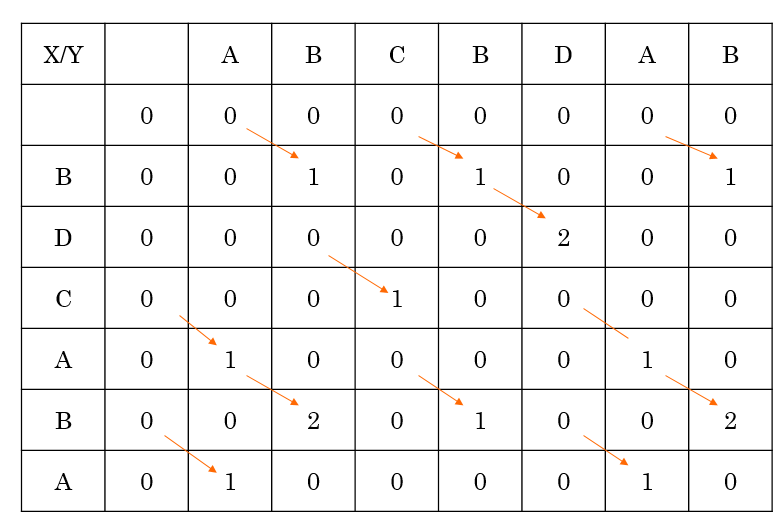 X/Y A B C B D A B
0 0 0 0 0 0 0 0
B 0 0 1 0 1 0 0 1
D 0 0 0 0 0 2 0 0
C 0 0 0 1 0 0 0 0
A 0 1 0 0 0 0 1 0
B 0 0 2 0 1 0 0 2
A 0 1 0 0 0 0 1 0